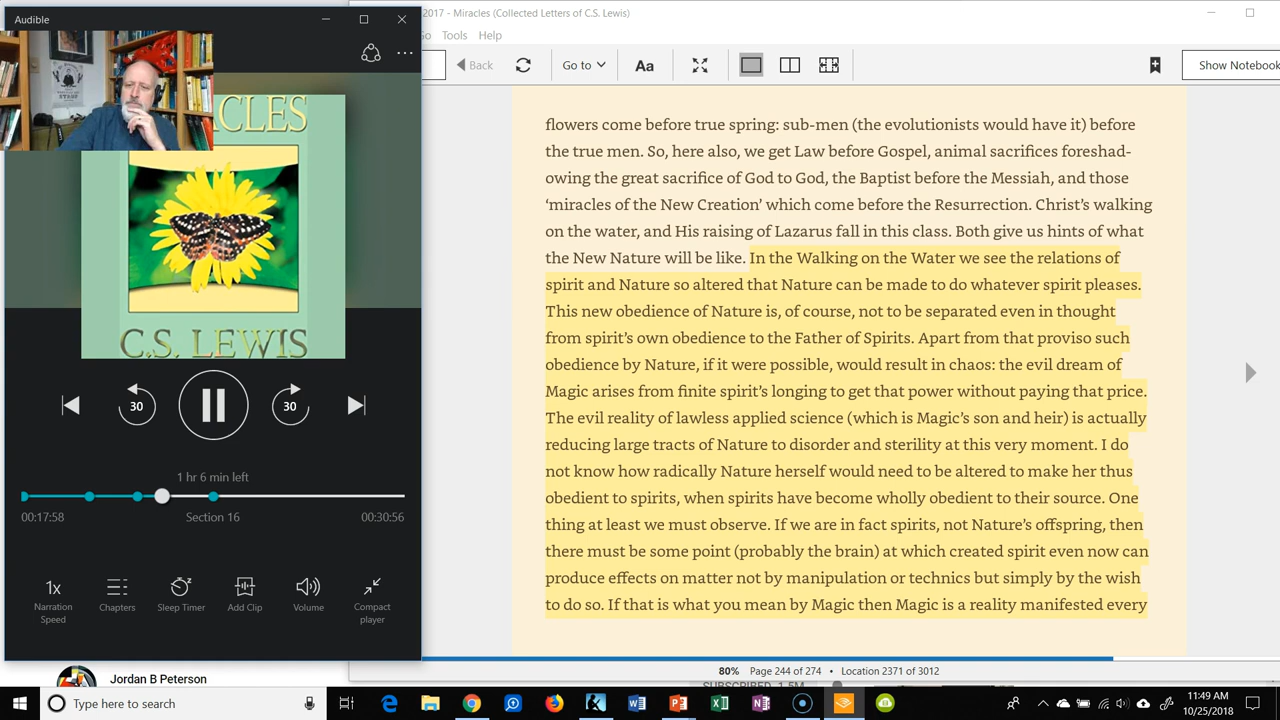 Audible
2017 - Miracles (Collected Letters of C.S. Lewis)
Go Tools Help
Back
Go to
Aa
Show Notebook
ACLES
C.S. LEWIS
30
30
1 hr 6 min left
00:17:58
Section 16
00:30:56
1x
Narration Speed
Chapters
Sleep Timer
Add Clip
Volume
Compact player
flowers come before true spring: sub-men (the evolutionists would have it) before
the true men. So, here also, we get Law before Gospel, animal sacrifices foreshad-
owing the great sacrifice of God to God, the Baptist before the Messiah, and those
‘miracles of the New Creation’ which come before the Resurrection. Christ’s walking
on the water, and His raising of Lazarus fall in this class. Both give us hints of what
the New Nature will be like. In the Walking on the Water we see the relations of
spirit and Nature so altered that Nature can be made to do whatever spirit pleases.
This new obedience of Nature is, of course, not to be separated even in thought
from spirit’s own obedience to the Father of Spirits. Apart from that proviso such
obedience by Nature, if it were possible, would result in chaos: the evil dream of
Magic arises from finite spirit’s longing to get that power without paying that price.
The evil reality of lawless applied science (which is Magic’s son and heir) is actually
reducing large tracts of Nature to disorder and sterility at this very moment. I do
not know how radically Nature herself would need to be altered to make her thus
obedient to spirits, when spirits have become wholly obedient to their source. One
thing at least we must observe. If we are in fact spirits, not Nature’s offspring, then
there must be some point (probably the brain) at which created spirit even now can
produce effects on matter not by manipulation or technics but simply by the wish
to do so. If that is what you mean by Magic then Magic is a reality manifested every
80% Page 244 of 274 • Location 2371 of 3012
Jordan B Peterson
SUBSCRIBED 1.5M
Type here to search
11:49 AM
10/25/2018